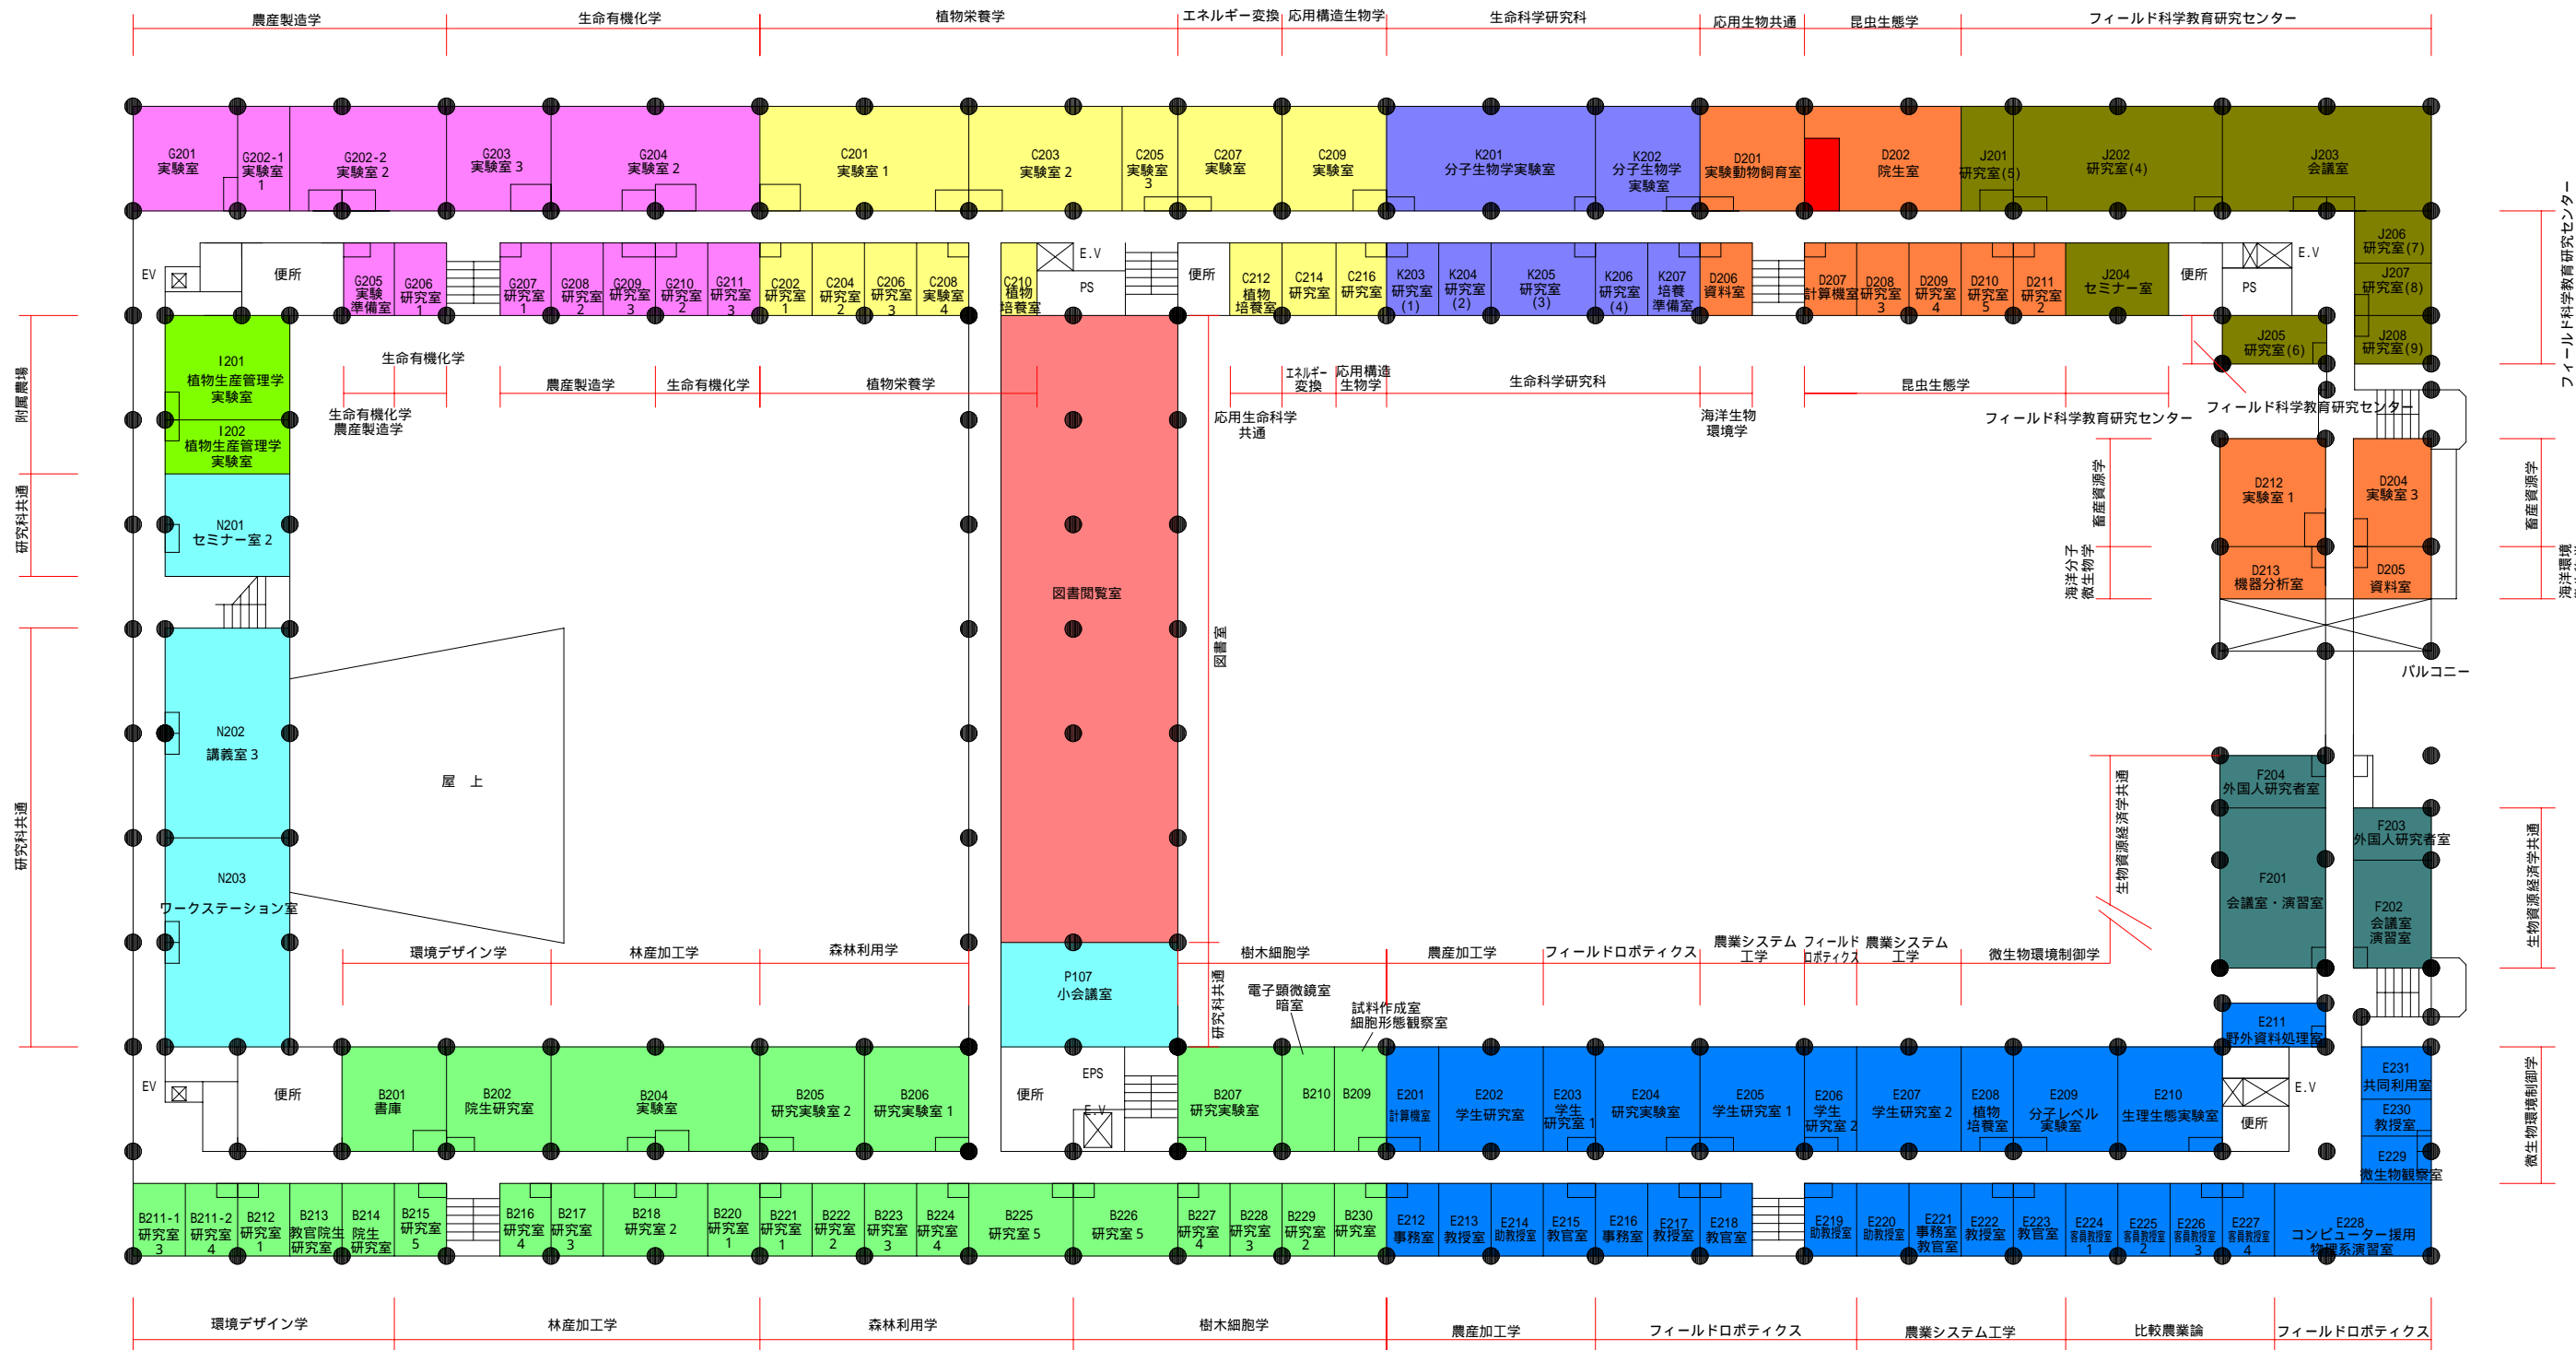 農産製造学
生命有機化学
植物栄養学
エネルギー変換
応用構造生物学
生命科学研究科
応用生物共通
昆虫生態学
フィールド科学教育研究センター
G201
実験室
G202-1
実験室
1
G202-2
実験室 2
G203
実験室 3
G204
実験室 2
C201
実験室 1
C203
実験室 2
C205
実験室
3
C207
実験室
C209
実験室
K201
分子生物学実験室
K202
分子生物学
実験室
D201
実験動物飼育室
D202
院生室
J201
研究室(5)
J202
研究室(4)
J203
会議室
フィールド科学教育研究センター
J206
研究室(7)
J207
研究室(8)
J208
研究室(9)
EV
便所
G205
実験
準備室
G206
研究室
1
G207
研究室
1
G208
研究室
2
G209
研究室
3
G210
研究室
2
G211
研究室
3
C202
研究室
1
C204
研究室
2
C206
研究室
3
C208
実験室
4
C210
植物
培養室
E.V
PS
便所
C212
植物
培養室
C214
研究室
C216
研究室
K203
研究室
(1)
K204
研究室
(2)
K205
研究室
(3)
K206
研究室
(4)
K207
培養
準備室
D206
資料室
D207
計算機室
D208
研究室
3
D209
研究室
4
D210
研究室
5
D211
研究室
2
J204
セミナー室
便所
E.V
PS
J205
研究室(6)
附属農場
I201
植物生産管理学
実験室
I202
植物生産管理学
実験室
生命有機化学
生命有機化学
農産製造学
農産製造学
生命有機化学
植物栄養学
応用生命科学
共通
エネルギー
変換
応用構造
生物学
生命科学研究科
海洋生物
環境学
昆虫生態学
フィールド科学教育研究センター
フィールド科学教育研究センター
研究科共通
N201
セミナー室 2
図書閲覧室
図書室
畜産資源学
海洋分子
微生物学
D212
実験室 1
D204
実験室 3
D213
機器分析室
D205
資料室
畜産資源学
海洋環境
バルコニー
研究科共通
N202
講義室 3
屋 上
N203
ワークステーション室
生物資源経済学共通
F204
外国人研究者室
F203
外国人研究者室
F201
会議室・演習室
F202
会議室
演習室
生物資源経済学共通
環境デザイン学
林産加工学
森林利用学
P107
小会議室
研究科共通
樹木細胞学
電子顕微鏡室
暗室
試料作成室
細胞形態観察室
農産加工学
フィールドロボティクス
農業システム
工学
フィールド
ロボティクス
農業システム
工学
微生物環境制御学
E211
野外資料処理室
EV
便所
B201
書庫
B202
院生研究室
B204
実験室
B205
研究実験室 2
B206
研究実験室 1
便所
EPS
E.V
B207
研究実験室
B210
B209
E201
計算機室
E202
学生研究室
E203
学生
研究室 1
E204
研究実験室
E205
学生研究室 1
E206
学生
研究室 2
E207
学生研究室 2
E208
植物
培養室
E209
分子レベル
実験室
E210
生理生態実験室
E.V
便所
E231
共同利用室
E230
教授室
E229
微生物観察室
微生物環境制御学
B211-1
研究室
3
B211-2
研究室
4
B212
研究室
1
B213
教官院生
研究室
B214
院生
研究室
B215
研究室
5
B216
研究室
4
B217
研究室
3
B218
研究室 2
B220
研究室
1
B221
研究室
1
B222
研究室
2
B223
研究室
3
B224
研究室
4
B225
研究室 5
B226
研究室 5
B227
研究室
4
B228
研究室
3
B229
研究室
2
B230
研究室
E212
事務室
E213
教授室
E214
助教授室
E215
教官室
E216
事務室
E217
教授室
E218
教官室
E219
助教授室
E220
助教授室
E221
事務室
教官室
E222
教授室
E223
教官室
E224
客員教授室
1
E225
客員教授室
2
E226
客員教授室
3
E227
客員教授室
4
E228
コンピューター援用
物理系演習室
環境デザイン学
林産加工学
森林利用学
樹木細胞学
農産加工学
フィールドロボティクス
農業システム工学
比較農業論
フィールドロボティクス